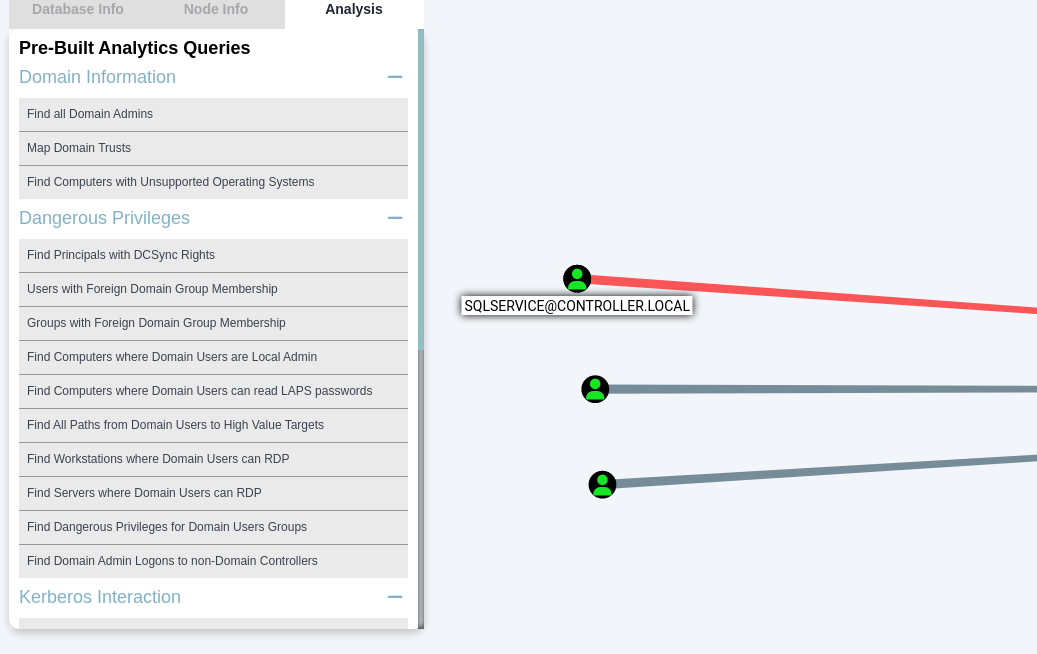 Database Info Node Info Analysis
Pre-Built Analytics Queries
Domain Information
Find all Domain Admins
Map Domain Trusts
Find Computers with Unsupported Operating Systems
Dangerous Privileges
Find Principals with DCSync Rights
Users with Foreign Domain Group Membership
Groups with Foreign Domain Group Membership
Find Computers where Domain Users are Local Admin
Find Computers where Domain Users can read LAPS passwords
Find All Paths from Domain Users to High Value Targets
Find Workstations where Domain Users can RDP
Find Servers where Domain Users can RDP
Find Dangerous Privileges for Domain Users Groups
Find Domain Admin Logons to non-Domain Controllers
Kerberos Interaction
SQLSERVICE@CONTROLLER.LOCAL